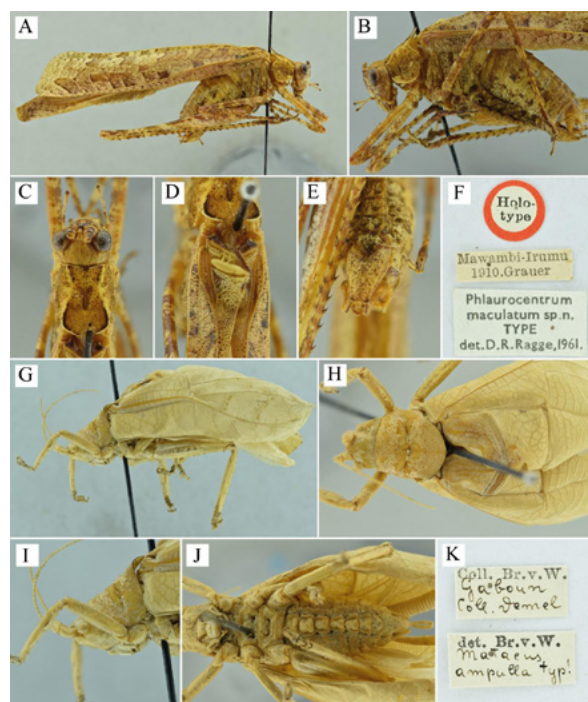 A
B
C
D
E
F
Holo-
type
Mawambi-Irumu
1910.Grauer
Phlaurocentrum
maculatum sp.n.
TYPE
det.D.R.Ragge,1961.
G
H
I
J
K
Coll. Br.v.W.
Gaboun
Coll. Demel
det. Br.v.W.
Mataeus
ampulla typ!